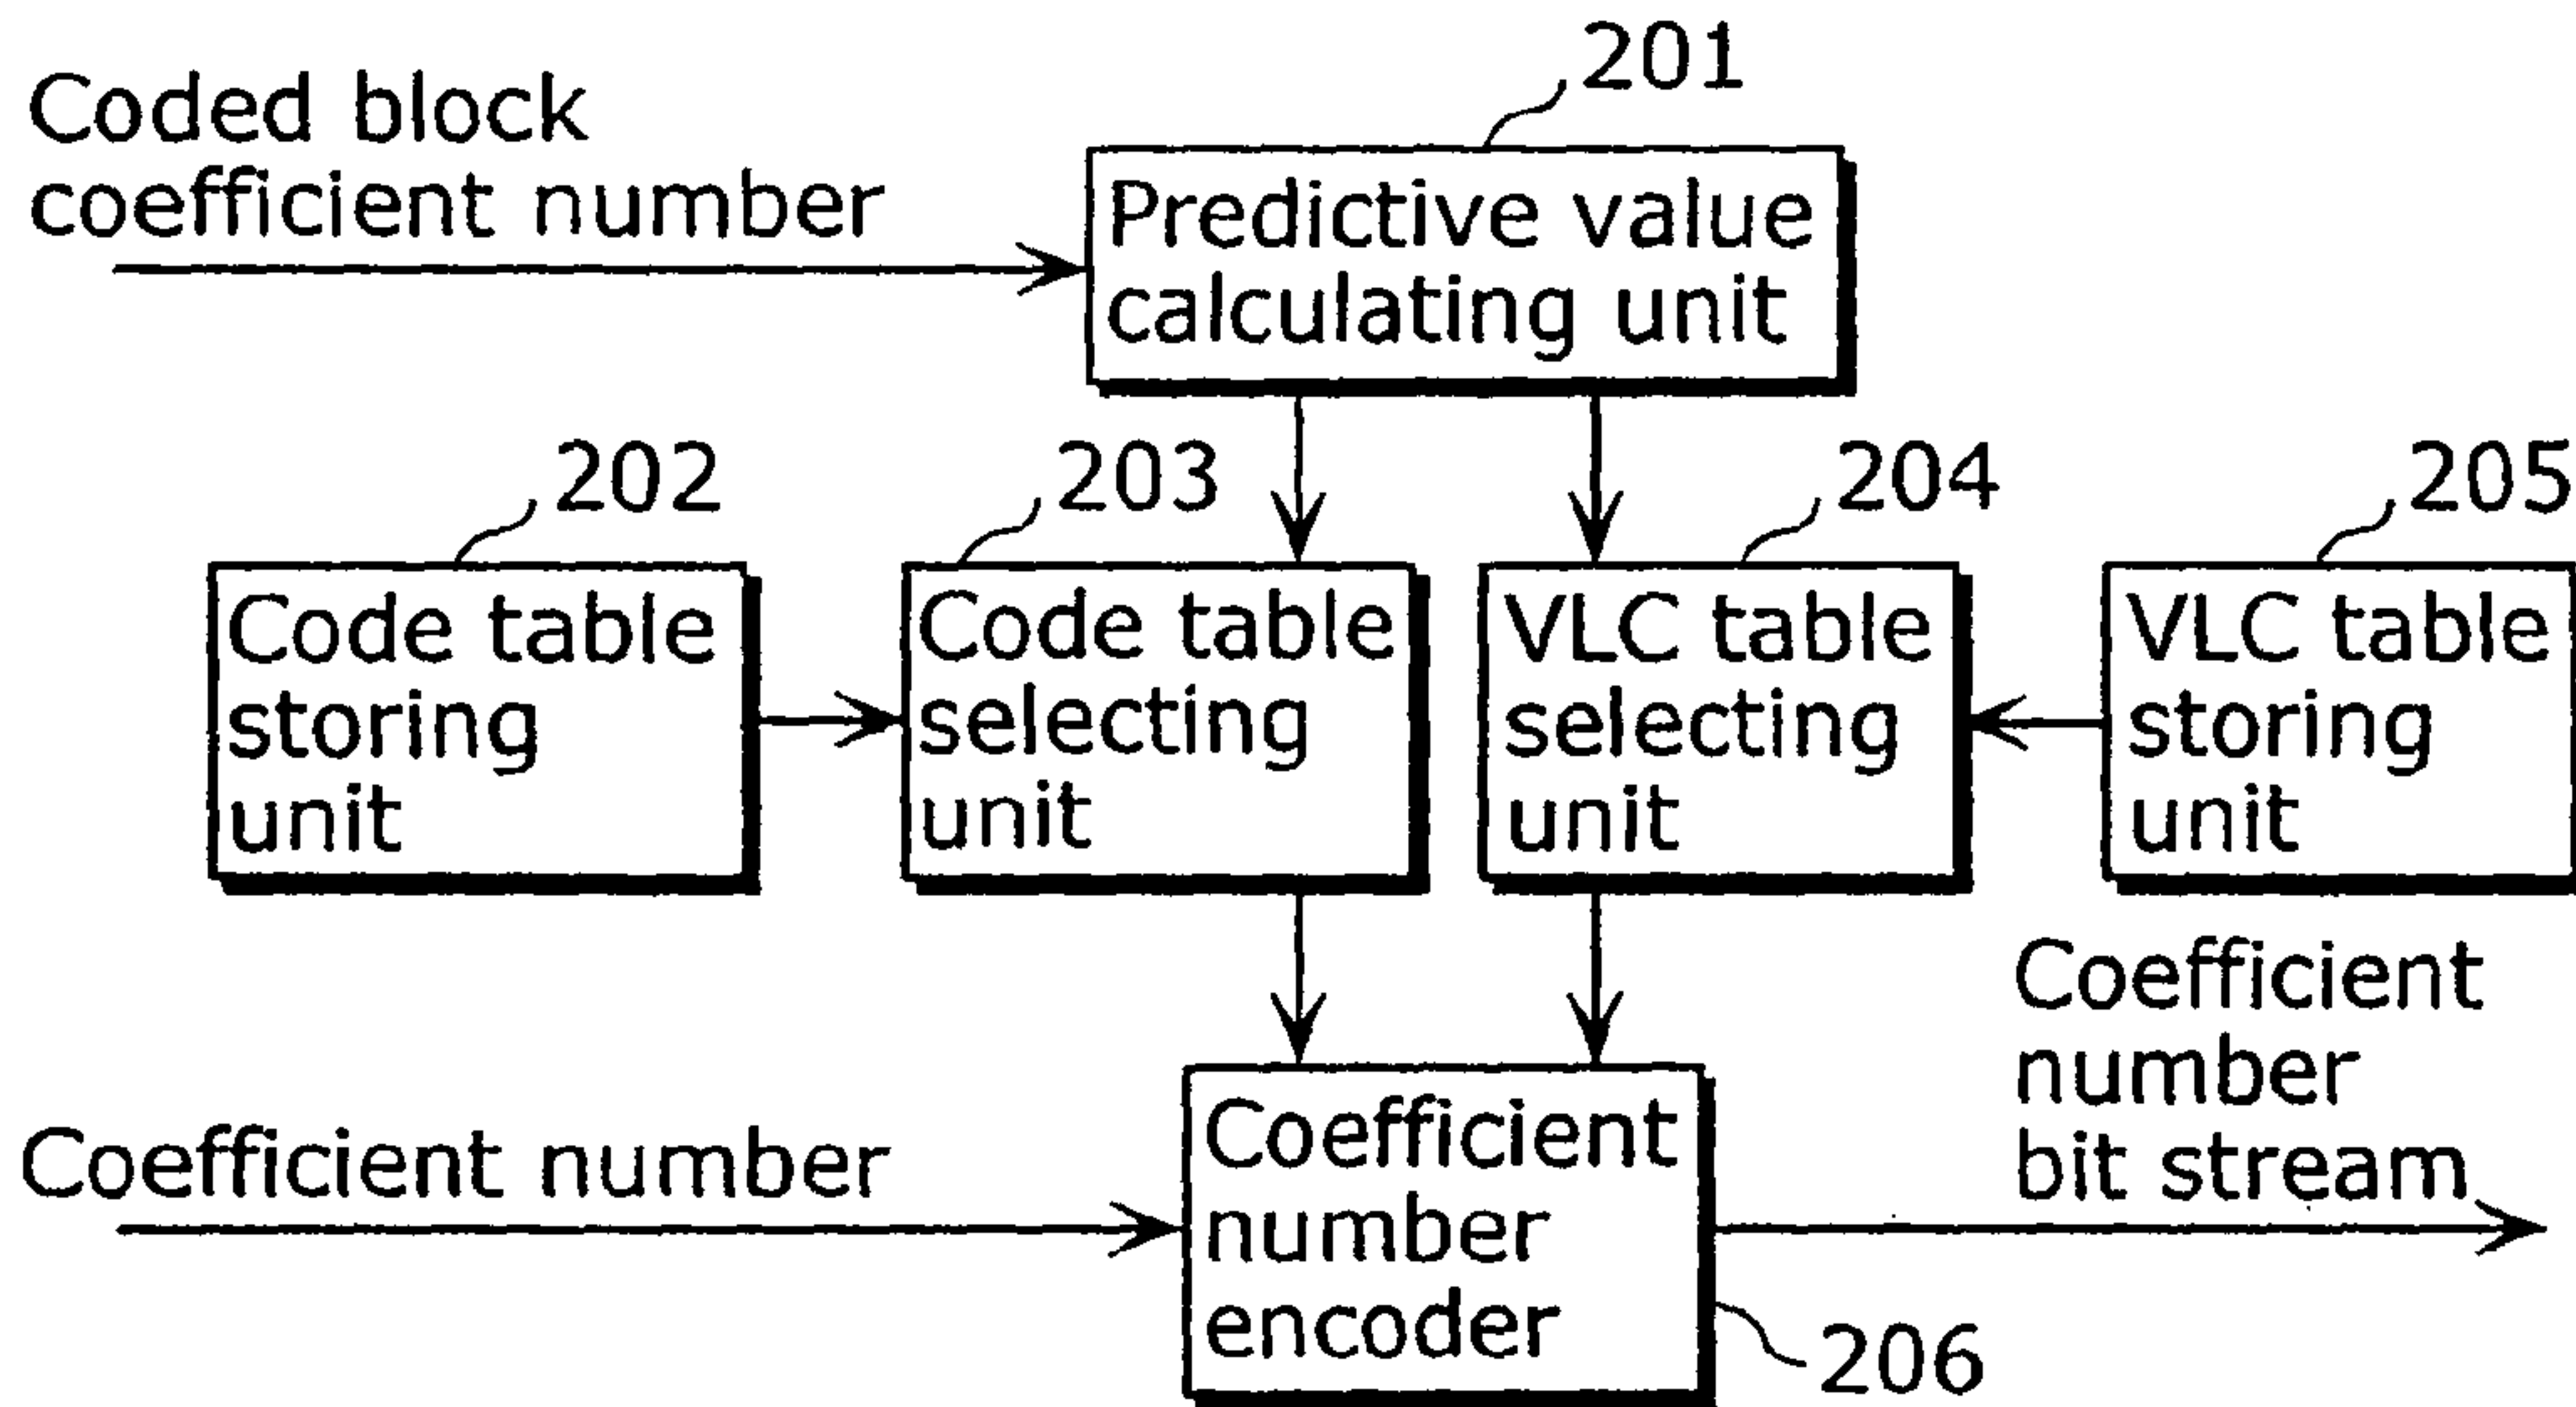 201
Coded block
coefficient number
Predictive value
calculating unit
202
203
204
205
Code table
storing
unit
Code table
selecting
unit
VLC table
selecting
unit
VLC table
storing
unit
Coefficient
number
bit stream
Coefficient number
Coefficient
number
encoder
206